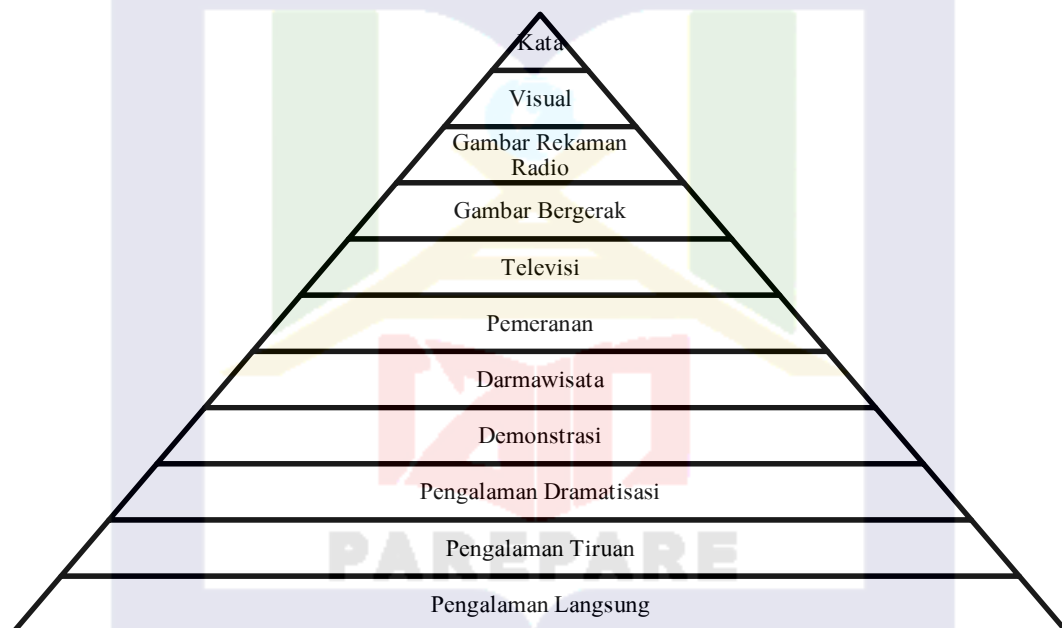 Kata
Visual
Gambar Rekaman
Radio
Gambar Bergerak
Televisi
Pemeranan
Darmawisata
Demonstrasi
Pengalaman Dramatisasi
Pengalaman Tiruan
PAREPARE
Pengalaman Langsung